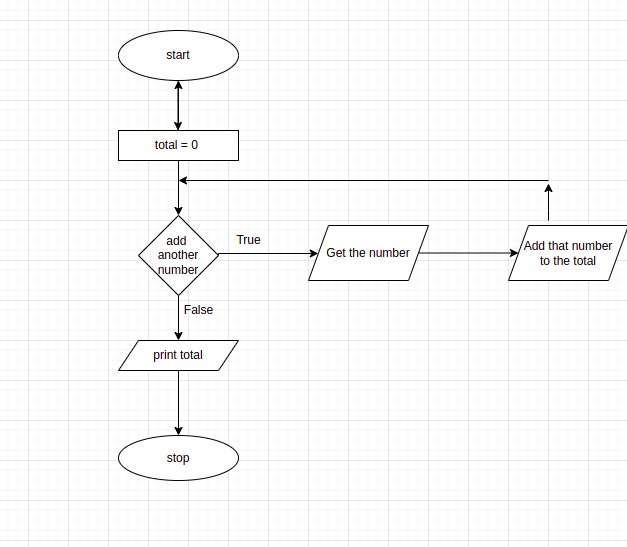 start
total = 0
add
another
number
True
Get the number
Add that number
to the total
False
print total
stop